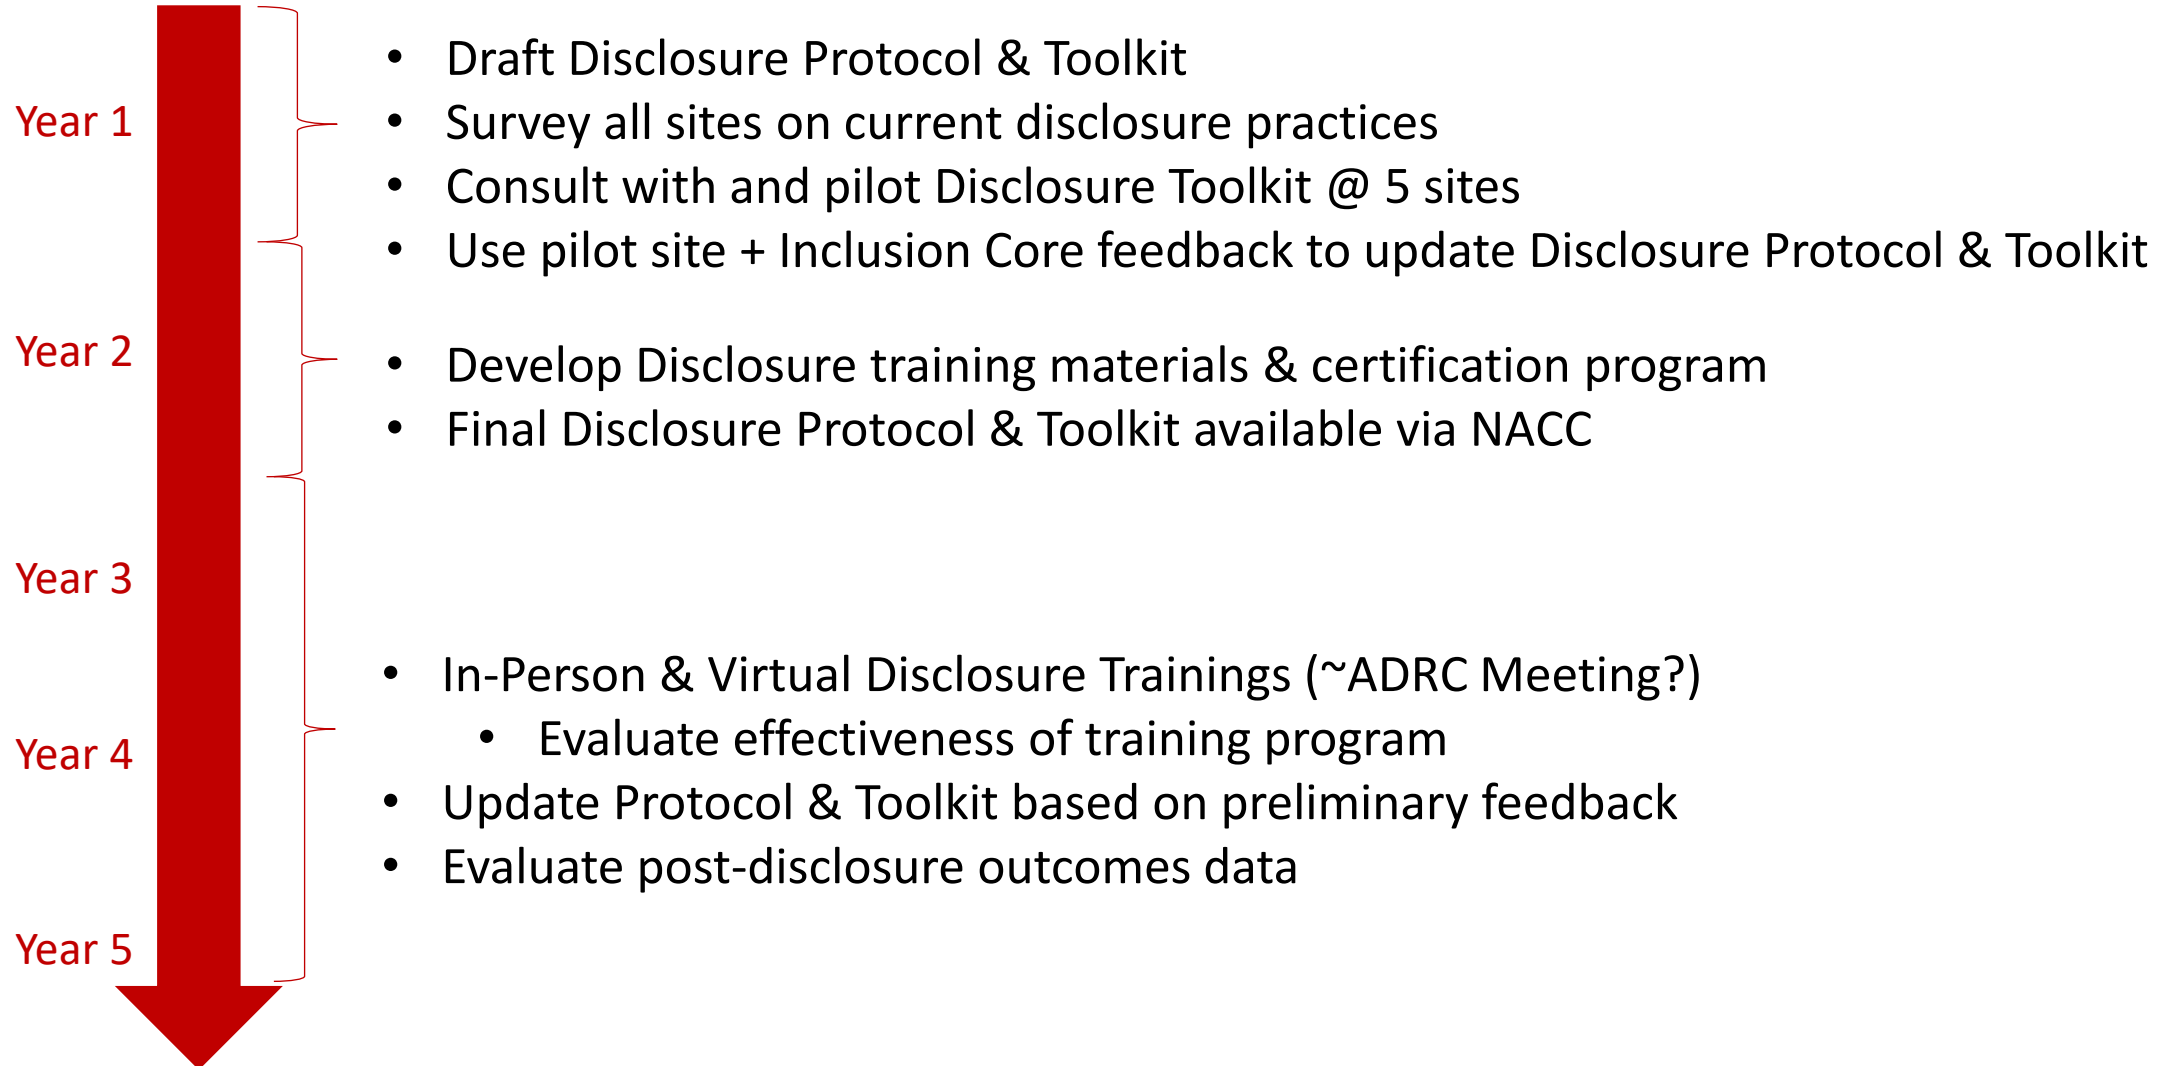 Year 1
• Draft Disclosure Protocol & Toolkit
• Survey all sites on current disclosure practices
• Consult with and pilot Disclosure Toolkit @ 5 sites
• Use pilot site + Inclusion Core feedback to update Disclosure Protocol & Toolkit
Year 2
• Develop Disclosure training materials & certification program
• Final Disclosure Protocol & Toolkit available via NACC
Year 3
• In-Person & Virtual Disclosure Trainings (~ADRC Meeting?)
• Evaluate effectiveness of training program
Year 4
• Update Protocol & Toolkit based on preliminary feedback
• Evaluate post-disclosure outcomes data
Year 5